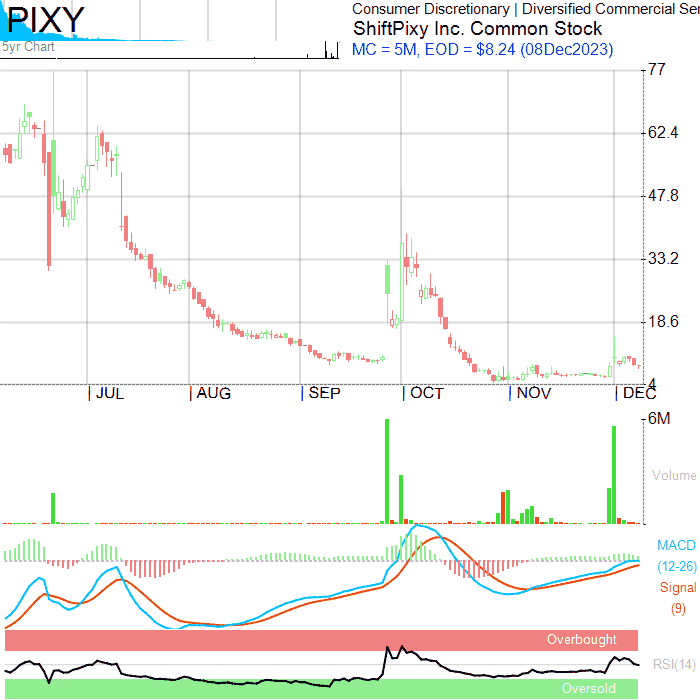 PIXY
Consumer Discretionary | Diversified Commercial Ser
ShiftPixy Inc. Common Stock
5yr Chart
MC = 5M, EOD = $8.24 (08Dec2023)
77
62.4
47.8
33.2
18.6
4
JUL AUG SEP OCT NOV DEC
6M
Volume
MACD
(12-26)
Signal
(9)
Overbought
RSI(14)
Oversold